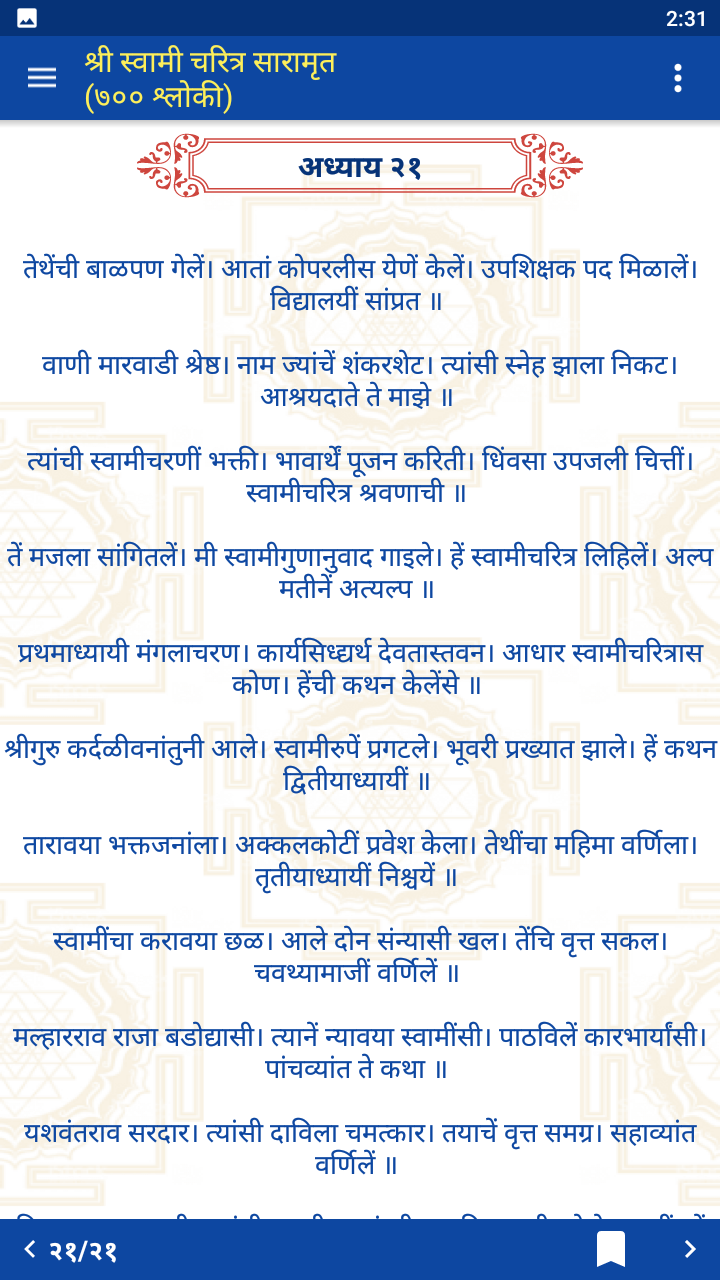 2:31
श्री स्वामी चरित्र सारामृत
(७०० श्लोकी)
अध्याय २१
तेथेंची बाळपण गेलें। आतां कोपरलीस येणें केलें। उपशिक्षक पद मिळालें।
विद्यालयीं सांप्रत ॥
वाणी मारवाडी श्रेष्ठ। नाम ज्यांचें शंकरशेट। त्यांसी स्नेह झाला निकट।
आश्रयदाते ते माझे ॥
त्यांची स्वामीचरणीं भक्ती। भावार्थें पूजन करिती। धिंवसा उपजली चित्तीं।
स्वामीचरित्र श्रवणाची ॥
तें मजला सांगितलें। मी स्वामीगुणानुवाद गाइले। हें स्वामीचरित्र लिहिलें। अल्प
मतीनें अत्यल्प ॥
प्रथमाध्यायी मंगलाचरण। कार्यसिध्द्यर्थ देवतास्तवन। आधार स्वामीचरित्रास
कोण। हेंची कथन केलेंसे ॥
श्रीगुरु कर्दळीवनांतुनी आले। स्वामीरुपें प्रगटले। भूवरी प्रख्यात झाले। हें कथन
द्वितीयाध्यायीं ॥
तारावया भक्तजनांला। अक्कलकोटीं प्रवेश केला। तेथींचा महिमा वर्णिला।
तृतीयाध्यायीं निश्चयें ॥
स्वामींचा करावया छळ। आले दोन संन्यासी खल। तेंचि वृत्त सकल।
चवथ्यामाजीं वर्णिलें ॥
मल्हारराव राजा बडोद्यासी। त्यानें न्यावया स्वामींसी। पाठविलें कारभार्यांसी।
पांचव्यांत ते कथा ॥
यशवंतराव सरदार। त्यांसी दाविला चमत्कार। तयाचें वृत्त समग्र। सहाव्यांत
वर्णिलें ॥
२१/२१